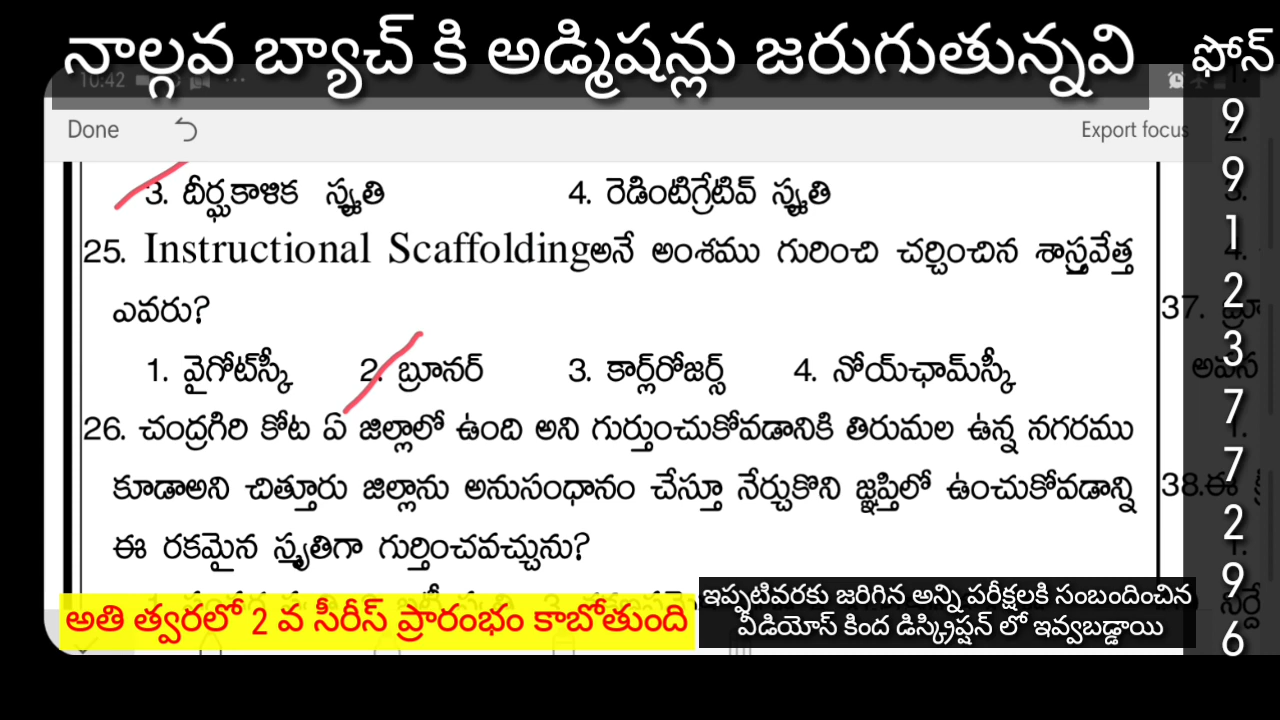 నాల్గవ బ్యాచ్ కి అడ్మిషన్లు జరుగుతున్నవి
ఫోన్
9
9
1
2
3
7
7
2
9
6
10:42
Done
Export focus
3. దీర్ఘకాళిక స్మృతి 4. రెడింటిగ్రేటివ్ స్మృతి
25. Instructional Scaffoldingఅనే అంశము గురించి చర్చించిన శాస్త్రవేత్త
ఎవరు?
1. వైగోట్‌స్కీ 2. బ్రూనర్ 3. కార్ల్‌రోజర్స్ 4. నోయ్‌ఛామ్‌స్కీ
26. చంద్రగిరి కోట ఏ జిల్లాలో ఉంది అని గుర్తుంచుకోవడానికి తిరుమల ఉన్న నగరము
కూడాఅని చిత్తూరు జిల్లాను అనుసంధానం చేస్తూ నేర్చుకొని జ్ఞప్తిలో ఉంచుకోవడాన్ని
ఈ రకమైన స్మృతిగా గుర్తించవచ్చును?
37.
38.ఈ
అతి త్వరలో 2 వ సీరీస్ ప్రారంభం కాబోతుంది
ఇప్పటివరకు జరిగిన అన్ని పరీక్షలకి సంబందించిన
వీడియోస్ కింద డిస్క్రిప్షన్ లో ఇవ్వబడ్డాయి